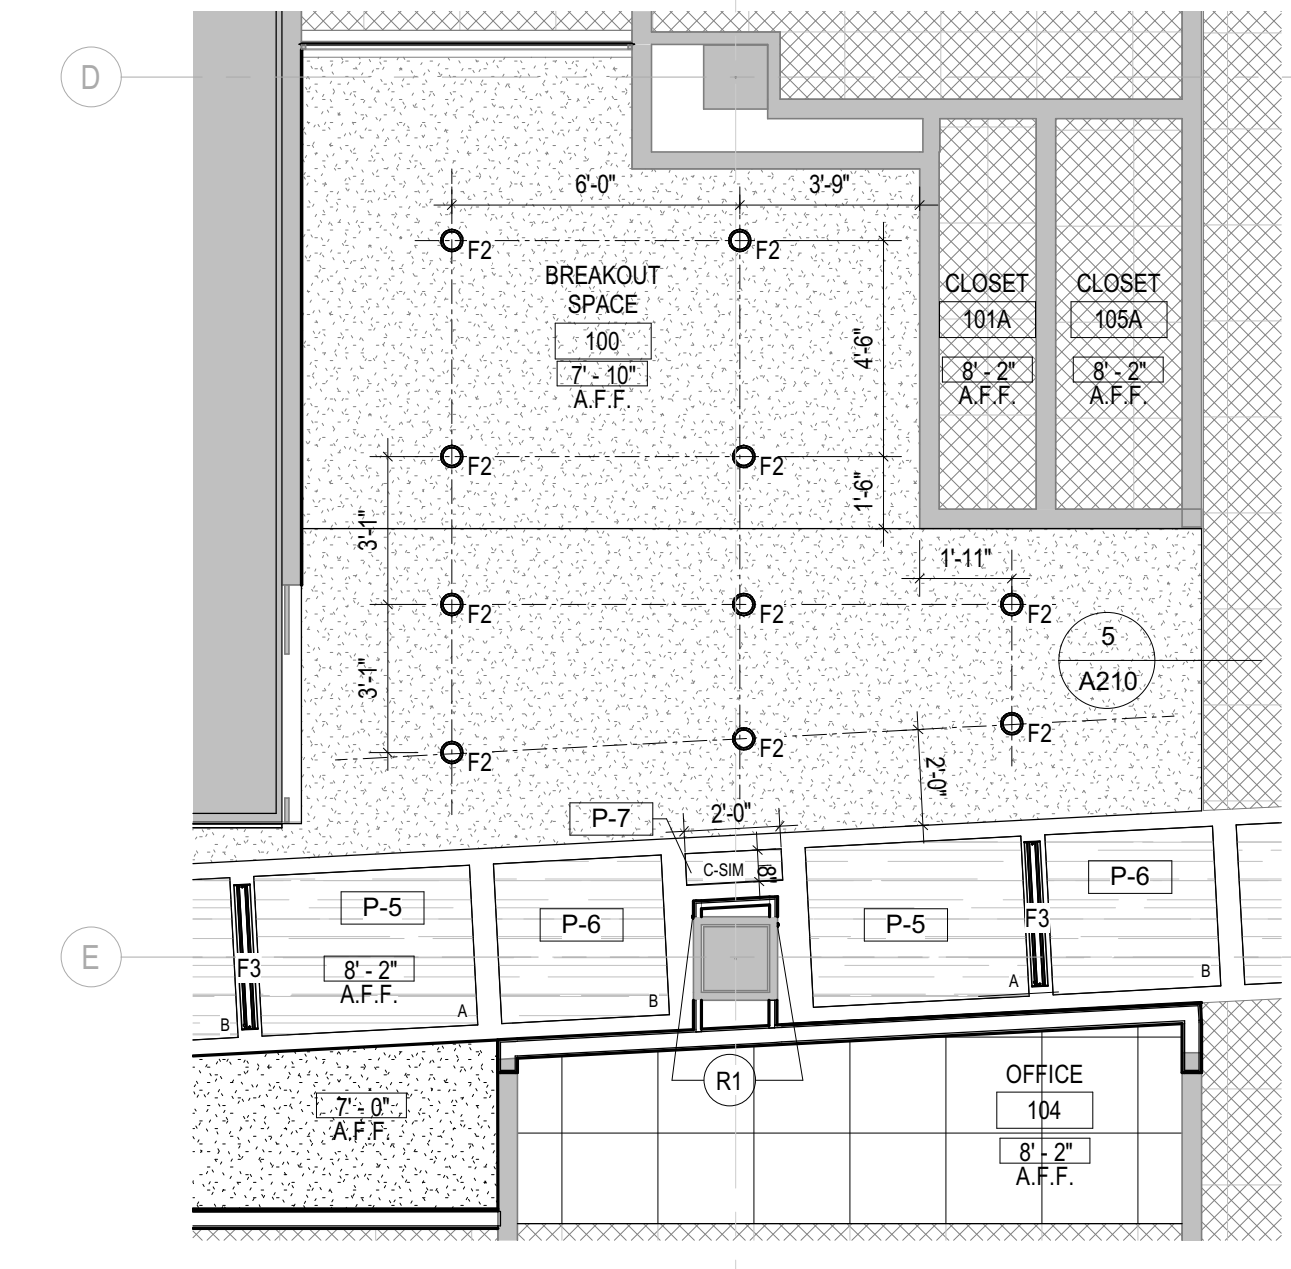 D
6'-0"
3'-9"
F2
F2
BREAKOUT
SPACE
100
7' - 10"
A.F.F.
CLOSET
101A
8' - 2"
A.F.F.
CLOSET
105A
8' - 2"
A.F.F.
4'-6"
F2
F2
1'-6"
3'-1"
1'-11"
F2
F2
F2
5
A210
3'-1"
F2
F2
F2
2'-0"
P-7
2'-0"
C-SIM
8"
P-5
P-6
P-5
P-6
F3
F3
8' - 2"
A.F.F.
E
B
A
B
A
B
R1
7' - 0"
A.F.F.
OFFICE
104
8' - 2"
A.F.F.